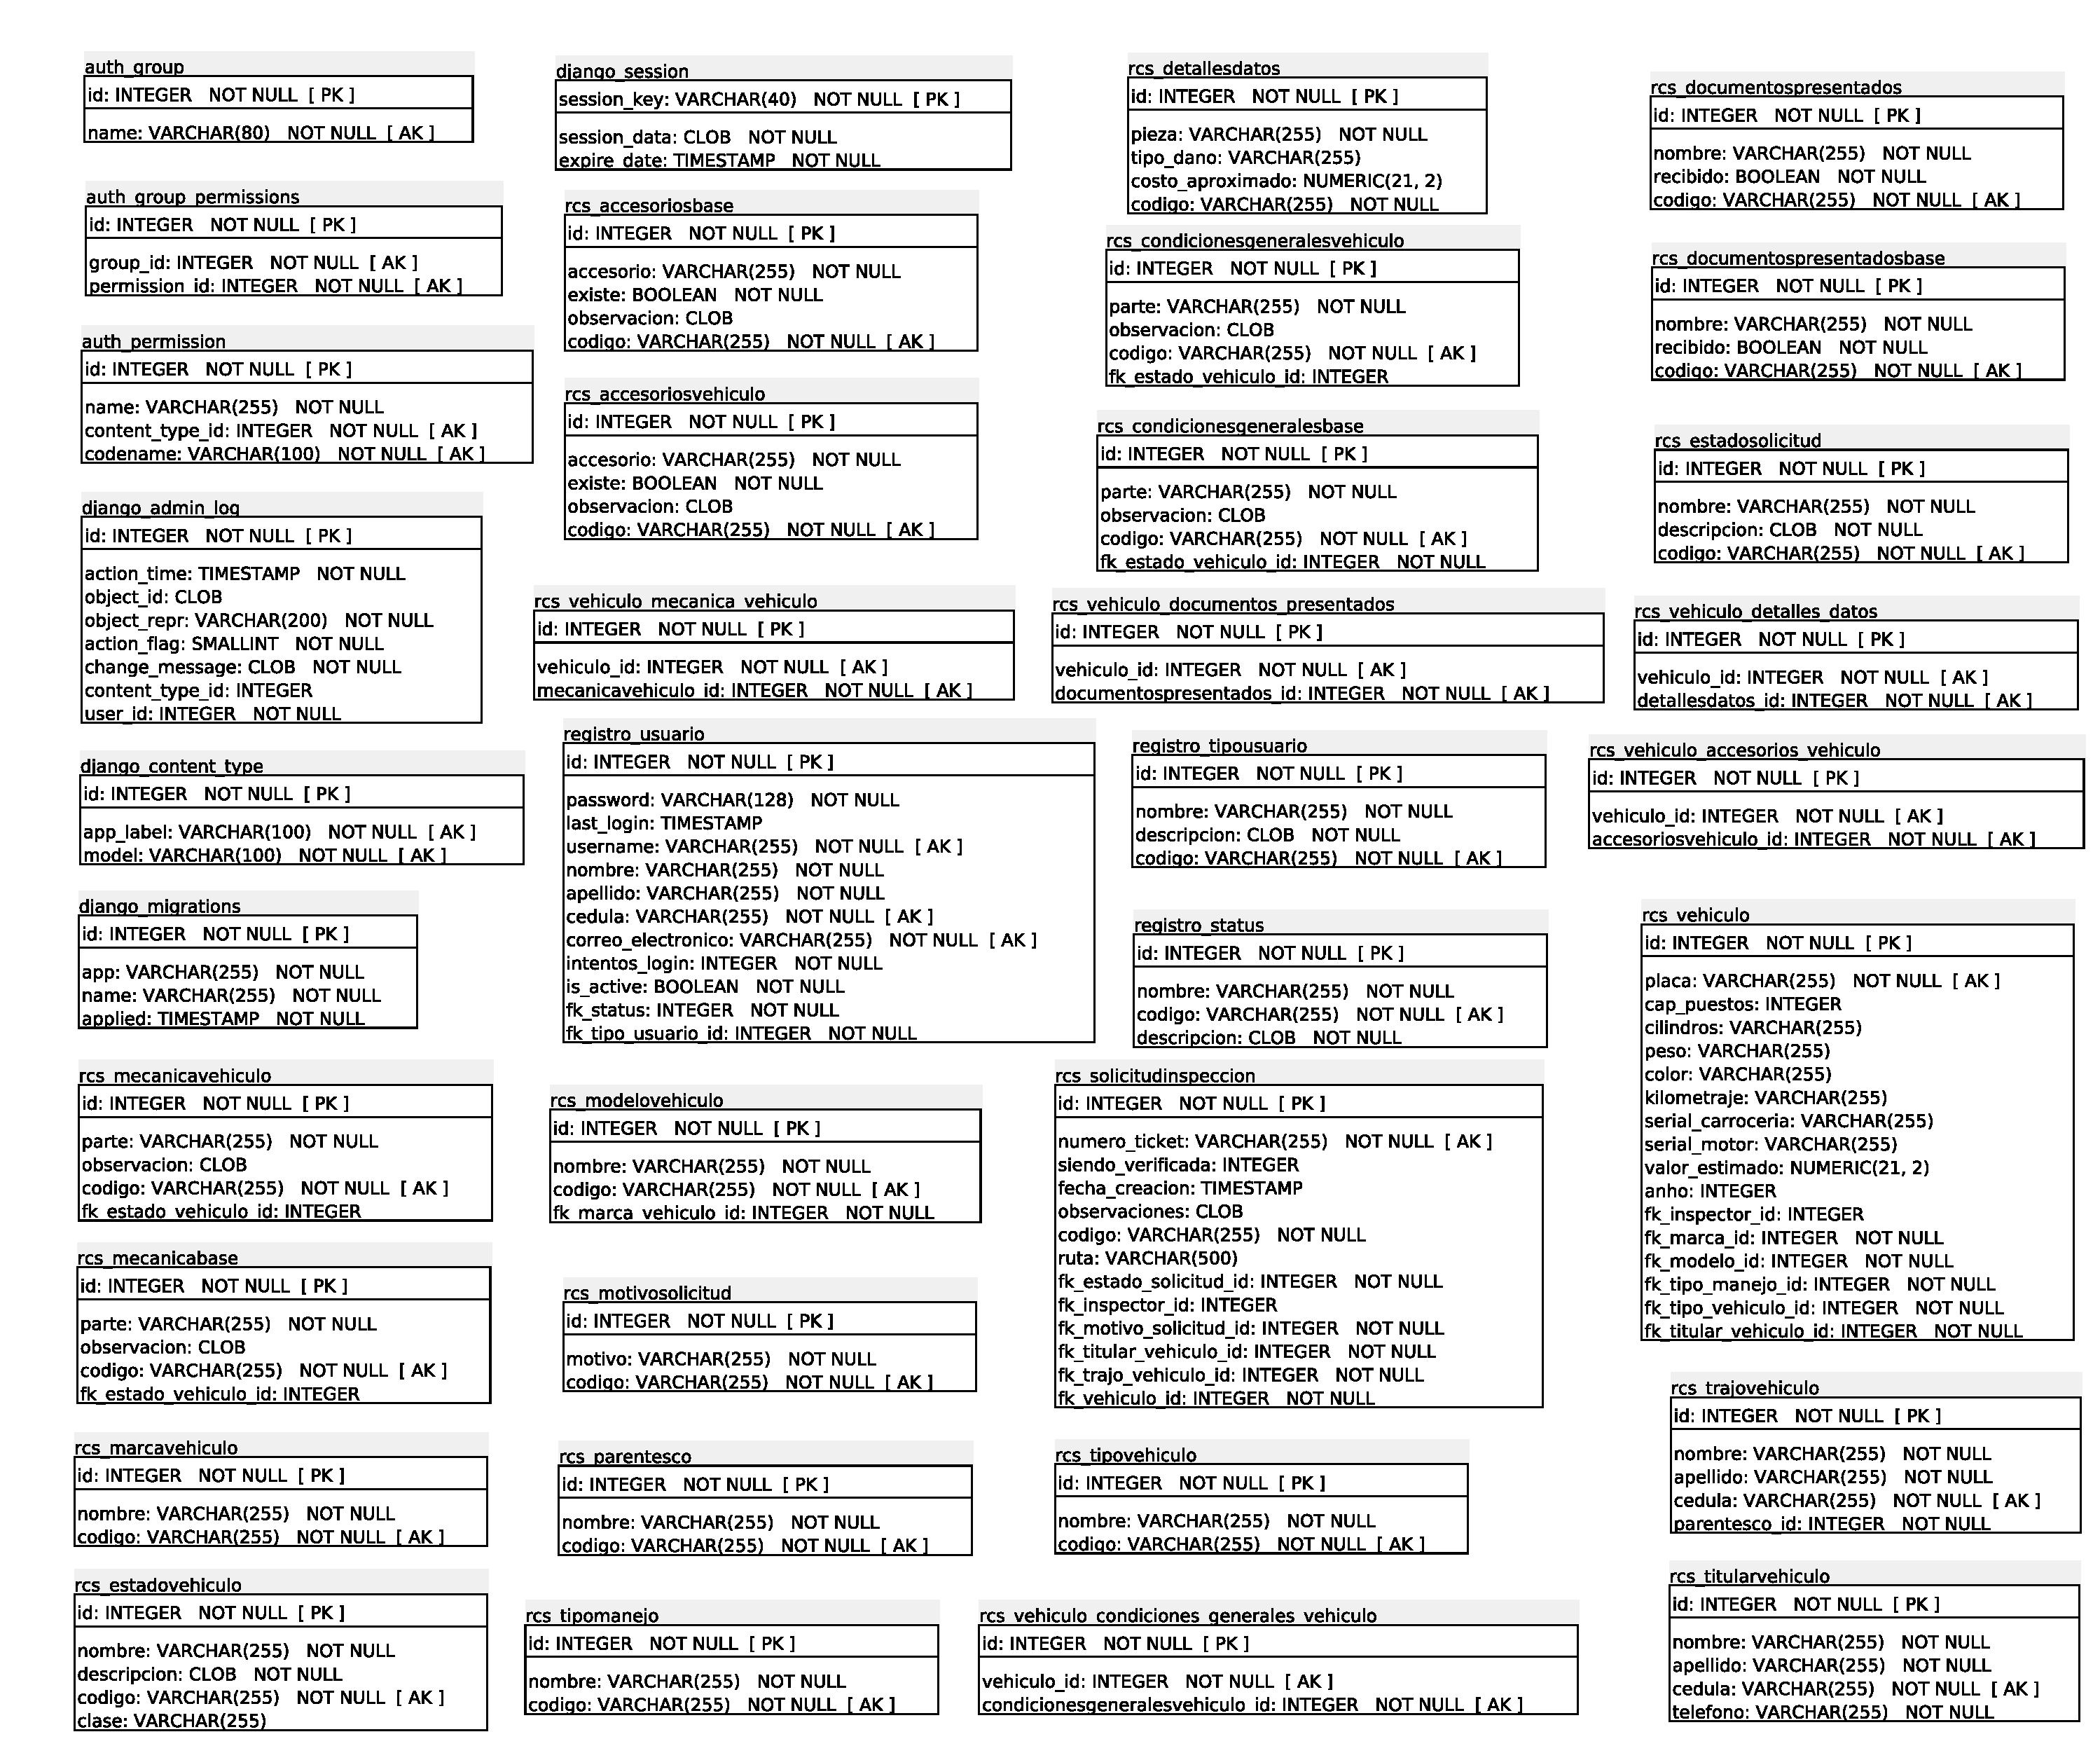 auth_group
id: INTEGER NOT NULL [ PK ]
name: VARCHAR(80) NOT NULL [ AK ]
auth_group_permissions
id: INTEGER NOT NULL [ PK ]
group_id: INTEGER NOT NULL [ AK ]
permission_id: INTEGER NOT NULL [ AK ]
auth_permission
id: INTEGER NOT NULL [ PK ]
name: VARCHAR(255) NOT NULL
content_type_id: INTEGER NOT NULL [ AK ]
codename: VARCHAR(100) NOT NULL [ AK ]
django_admin_log
id: INTEGER NOT NULL [ PK ]
action_time: TIMESTAMP NOT NULL
object_id: CLOB
object_repr: VARCHAR(200) NOT NULL
action_flag: SMALLINT NOT NULL
change_message: CLOB NOT NULL
content_type_id: INTEGER
user_id: INTEGER NOT NULL
django_content_type
id: INTEGER NOT NULL [ PK ]
app_label: VARCHAR(100) NOT NULL [ AK ]
model: VARCHAR(100) NOT NULL [ AK ]
django_migrations
id: INTEGER NOT NULL [ PK ]
app: VARCHAR(255) NOT NULL
name: VARCHAR(255) NOT NULL
applied: TIMESTAMP NOT NULL
rcs_mecanicavehiculo
id: INTEGER NOT NULL [ PK ]
parte: VARCHAR(255) NOT NULL
observacion: CLOB
codigo: VARCHAR(255) NOT NULL [ AK ]
fk_estado_vehiculo_id: INTEGER
rcs_mecanicabase
id: INTEGER NOT NULL [ PK ]
parte: VARCHAR(255) NOT NULL
observacion: CLOB
codigo: VARCHAR(255) NOT NULL [ AK ]
fk_estado_vehiculo_id: INTEGER
rcs_marcavehiculo
id: INTEGER NOT NULL [ PK ]
nombre: VARCHAR(255) NOT NULL
codigo: VARCHAR(255) NOT NULL [ AK ]
rcs_estadovehiculo
id: INTEGER NOT NULL [ PK ]
nombre: VARCHAR(255) NOT NULL
descripcion: CLOB NOT NULL
codigo: VARCHAR(255) NOT NULL [ AK ]
clase: VARCHAR(255)
django_session
session_key: VARCHAR(40) NOT NULL [ PK ]
session_data: CLOB NOT NULL
expire_date: TIMESTAMP NOT NULL
rcs_accesoriosbase
id: INTEGER NOT NULL [ PK ]
accesorio: VARCHAR(255) NOT NULL
existe: BOOLEAN NOT NULL
observacion: CLOB
codigo: VARCHAR(255) NOT NULL [ AK ]
rcs_accesoriosvehiculo
id: INTEGER NOT NULL [ PK ]
accesorio: VARCHAR(255) NOT NULL
existe: BOOLEAN NOT NULL
observacion: CLOB
codigo: VARCHAR(255) NOT NULL [ AK ]
rcs_vehiculo_mecanica_vehiculo
id: INTEGER NOT NULL [ PK ]
vehiculo_id: INTEGER NOT NULL [ AK ]
mecanicavehiculo_id: INTEGER NOT NULL [ AK ]
registro_usuario
id: INTEGER NOT NULL [ PK ]
password: VARCHAR(128) NOT NULL
last_login: TIMESTAMP
username: VARCHAR(255) NOT NULL [ AK ]
nombre: VARCHAR(255) NOT NULL
apellido: VARCHAR(255) NOT NULL
cedula: VARCHAR(255) NOT NULL [ AK ]
correo_electronico: VARCHAR(255) NOT NULL [ AK ]
intentos_login: INTEGER NOT NULL
is_active: BOOLEAN NOT NULL
fk_status: INTEGER NOT NULL
fk_tipo_usuario_id: INTEGER NOT NULL
rcs_modelovehiculo
id: INTEGER NOT NULL [ PK ]
nombre: VARCHAR(255) NOT NULL
codigo: VARCHAR(255) NOT NULL [ AK ]
fk_marca_vehiculo_id: INTEGER NOT NULL
rcs_motivosolicitud
id: INTEGER NOT NULL [ PK ]
motivo: VARCHAR(255) NOT NULL
codigo: VARCHAR(255) NOT NULL [ AK ]
rcs_parentesco
id: INTEGER NOT NULL [ PK ]
nombre: VARCHAR(255) NOT NULL
codigo: VARCHAR(255) NOT NULL [ AK ]
rcs_tipomanejo
id: INTEGER NOT NULL [ PK ]
nombre: VARCHAR(255) NOT NULL
codigo: VARCHAR(255) NOT NULL [ AK ]
rcs_detallesdatos
id: INTEGER NOT NULL [ PK ]
pieza: VARCHAR(255) NOT NULL
tipo_dano: VARCHAR(255)
costo_aproximado: NUMERIC(21, 2)
codigo: VARCHAR(255) NOT NULL
rcs_condicionesgeneralesvehiculo
id: INTEGER NOT NULL [ PK ]
parte: VARCHAR(255) NOT NULL
observacion: CLOB
codigo: VARCHAR(255) NOT NULL [ AK ]
fk_estado_vehiculo_id: INTEGER
rcs_condicionesgeneralesbase
id: INTEGER NOT NULL [ PK ]
parte: VARCHAR(255) NOT NULL
observacion: CLOB
codigo: VARCHAR(255) NOT NULL [ AK ]
fk_estado_vehiculo_id: INTEGER NOT NULL
rcs_vehiculo_documentos_presentados
id: INTEGER NOT NULL [ PK ]
vehiculo_id: INTEGER NOT NULL [ AK ]
documentospresentados_id: INTEGER NOT NULL [ AK ]
registro_tipousuario
id: INTEGER NOT NULL [ PK ]
nombre: VARCHAR(255) NOT NULL
descripcion: CLOB NOT NULL
codigo: VARCHAR(255) NOT NULL [ AK ]
registro_status
id: INTEGER NOT NULL [ PK ]
nombre: VARCHAR(255) NOT NULL
codigo: VARCHAR(255) NOT NULL [ AK ]
descripcion: CLOB NOT NULL
rcs_solicitudinspeccion
id: INTEGER NOT NULL [ PK ]
numero_ticket: VARCHAR(255) NOT NULL [ AK ]
siendo_verificada: INTEGER
fecha_creacion: TIMESTAMP
observaciones: CLOB
codigo: VARCHAR(255) NOT NULL
ruta: VARCHAR(500)
fk_estado_solicitud_id: INTEGER NOT NULL
fk_inspector_id: INTEGER
fk_motivo_solicitud_id: INTEGER NOT NULL
fk_titular_vehiculo_id: INTEGER NOT NULL
fk_trajo_vehiculo_id: INTEGER NOT NULL
fk_vehiculo_id: INTEGER NOT NULL
rcs_tipovehiculo
id: INTEGER NOT NULL [ PK ]
nombre: VARCHAR(255) NOT NULL
codigo: VARCHAR(255) NOT NULL [ AK ]
rcs_vehiculo_condiciones_generales_vehiculo
id: INTEGER NOT NULL [ PK ]
vehiculo_id: INTEGER NOT NULL [ AK ]
condicionesgeneralesvehiculo_id: INTEGER NOT NULL [ AK ]
rcs_documentospresentados
id: INTEGER NOT NULL [ PK ]
nombre: VARCHAR(255) NOT NULL
recibido: BOOLEAN NOT NULL
codigo: VARCHAR(255) NOT NULL [ AK ]
rcs_documentospresentadosbase
id: INTEGER NOT NULL [ PK ]
nombre: VARCHAR(255) NOT NULL
recibido: BOOLEAN NOT NULL
codigo: VARCHAR(255) NOT NULL [ AK ]
rcs_estadosolicitud
id: INTEGER NOT NULL [ PK ]
nombre: VARCHAR(255) NOT NULL
descripcion: CLOB NOT NULL
codigo: VARCHAR(255) NOT NULL [ AK ]
rcs_vehiculo_detalles_datos
id: INTEGER NOT NULL [ PK ]
vehiculo_id: INTEGER NOT NULL [ AK ]
detallesdatos_id: INTEGER NOT NULL [ AK ]
rcs_vehiculo_accesorios_vehiculo
id: INTEGER NOT NULL [ PK ]
vehiculo_id: INTEGER NOT NULL [ AK ]
accesoriosvehiculo_id: INTEGER NOT NULL [ AK ]
rcs_vehiculo
id: INTEGER NOT NULL [ PK ]
placa: VARCHAR(255) NOT NULL [ AK ]
cap_puestos: INTEGER
cilindros: VARCHAR(255)
peso: VARCHAR(255)
color: VARCHAR(255)
kilometraje: VARCHAR(255)
serial_carroceria: VARCHAR(255)
serial_motor: VARCHAR(255)
valor_estimado: NUMERIC(21, 2)
anho: INTEGER
fk_inspector_id: INTEGER
fk_marca_id: INTEGER NOT NULL
fk_modelo_id: INTEGER NOT NULL
fk_tipo_manejo_id: INTEGER NOT NULL
fk_tipo_vehiculo_id: INTEGER NOT NULL
fk_titular_vehiculo_id: INTEGER NOT NULL
rcs_trajovehiculo
id: INTEGER NOT NULL [ PK ]
nombre: VARCHAR(255) NOT NULL
apellido: VARCHAR(255) NOT NULL
cedula: VARCHAR(255) NOT NULL [ AK ]
parentesco_id: INTEGER NOT NULL
rcs_titularvehiculo
id: INTEGER NOT NULL [ PK ]
nombre: VARCHAR(255) NOT NULL
apellido: VARCHAR(255) NOT NULL
cedula: VARCHAR(255) NOT NULL [ AK ]
telefono: VARCHAR(255) NOT NULL